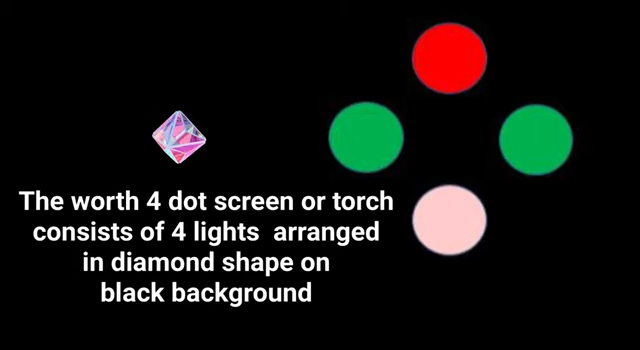 The worth 4 dot screen or torch
consists of 4 lights  arranged
in diamond shape on
black background